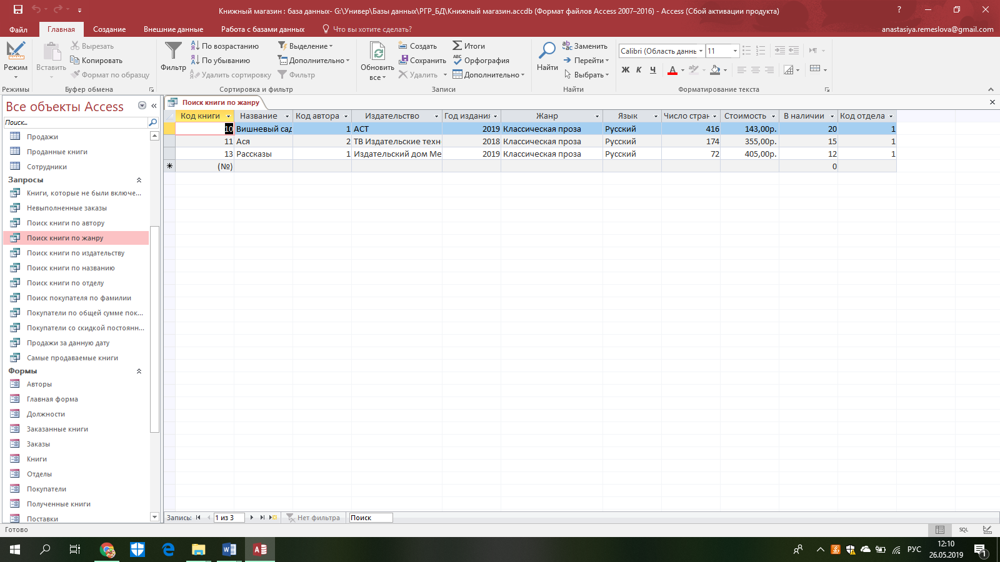 Книжный магазин : база данных- G:\Универ\Базы данных\РГР_БД\Книжный магазин.accdb (Формат файлов Access 2007–2016) - Access (Сбой активации продукта)
?
Файл Главная Создание Внешние данные Работа с базами данных Что вы хотите сделать? anastasiya.remeslova@gmail.com
Режим
Вставить
Вырезать
Копировать
Формат по образцу
Фильтр
По возрастанию
По убыванию
Удалить сортировку
Выделение
Дополнительно
Фильтр
Обновить
все
Создать
Сохранить
Удалить
Итоги
Орфография
Дополнительно
Найти
Заменить
Перейти
Выбрать
Calibri (Область данн 11
Ж К Ч А
Режимы Буфер обмена Сортировка и фильтр Записи Найти Форматирование текста
Все объекты Access
Поиск...
Продажи
Проданные книги
Сотрудники
Запросы
Книги, которые не были включе...
Невыполненные заказы
Поиск книги по автору
Поиск книги по жанру
Поиск книги по издательству
Поиск книги по названию
Поиск книги по отделу
Поиск покупателя по фамилии
Покупатели по общей сумме пок...
Покупатели со скидкой постоянн...
Продажи за данную дату
Самые продаваемые книги
Формы
Авторы
Главная форма
Должности
Заказанные книги
Заказы
Книги
Отделы
Покупатели
Полученные книги
Поставки
Поиск книги по жанру
Код книги Название Код автора Издательство Год издания Жанр Язык Число стран Стоимость В наличии Код отдела
10 Вишневый сад 1 АСТ 2019 Классическая проза Русский 416 143,00р. 20 1
11 Ася 2 ТВ Издательские техн 2018 Классическая проза Русский 174 355,00р. 15 1
13 Рассказы 1 Издательский дом Ме 2019 Классическая проза Русский 72 405,00р. 12 1
(№) 0
Запись: 1 из 3 Нет фильтра Поиск
Готово
SQL
РУС
12:10
26.05.2019
1